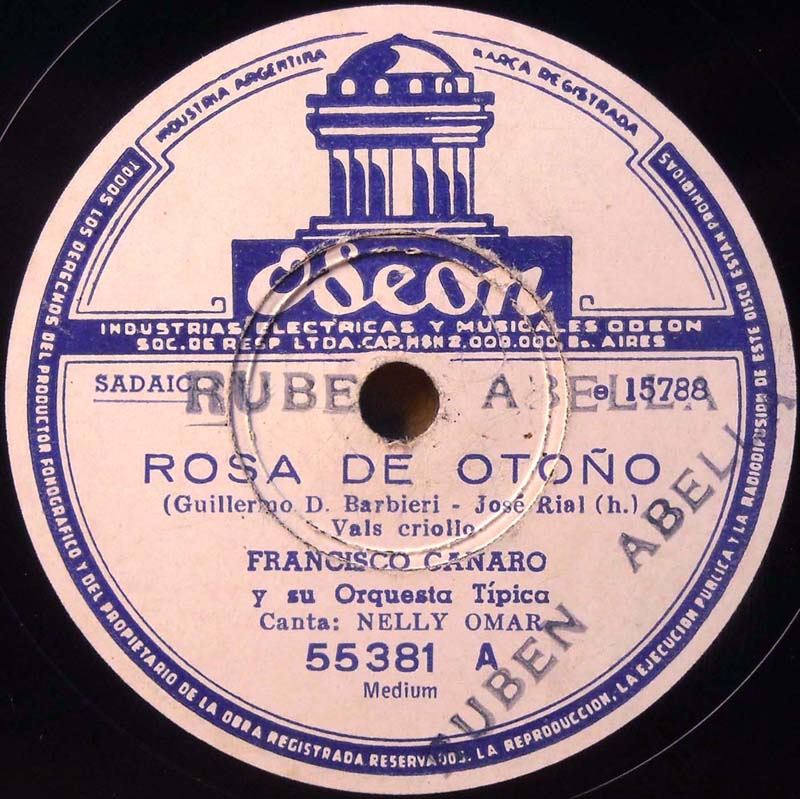 INDUSTRIA ARGENTINA
MARCA REGISTRADA
Odeon
INDUSTRIAS ELECTRICAS Y MUSICALES ODEON
SOC. DE RESP. LTDA. CAP. M$N 2.000.000 Bs. AIRES
SADAIC
e 15788
RUBEN ABELLA
ROSA DE OTOÑO
(Guillermo D. Barbieri - José Rial (h.)
Vals criollo
FRANCISCO CANARO
y su Orquesta Típica
Canta: NELLY OMAR
55381 A
Medium
RUBEN ABELLA
TODOS LOS DERECHOS DEL PRODUCTOR FONOGRAFICO Y DEL PROPIETARIO DE LA OBRA REGISTRADA RESERVADOS. LA REPRODUCCION, LA EJECUCION PUBLICA Y LA RADIODIFUSION DE ESTE DISCO ESTAN PROHIBIDAS